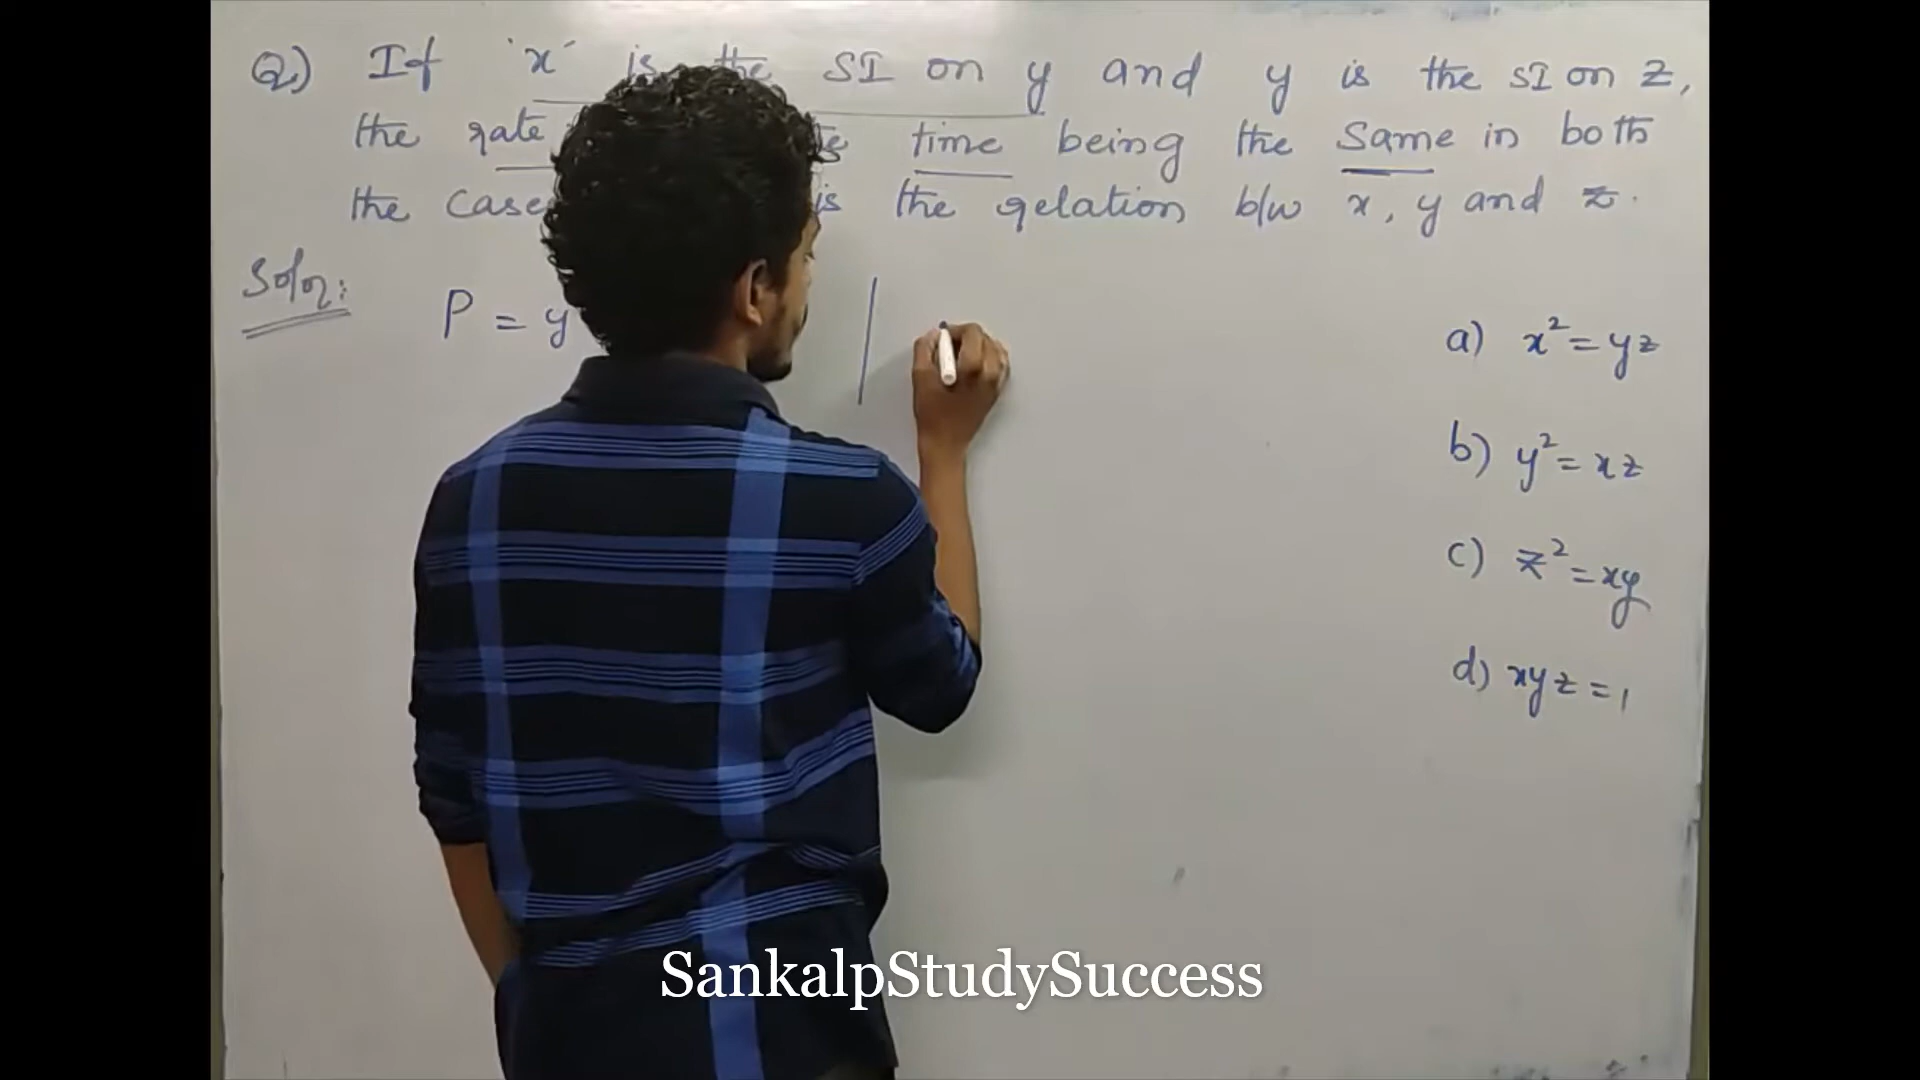 Q) If 'x' is the SI on y and y is the SI on z,
the rate time being the same in both
the case is the relation b/w x, y and z.
Soln:
P = y
a) x² = yz
b) y² = xz
c) z² = xy
d) xyz = 1
SankalpStudySuccess